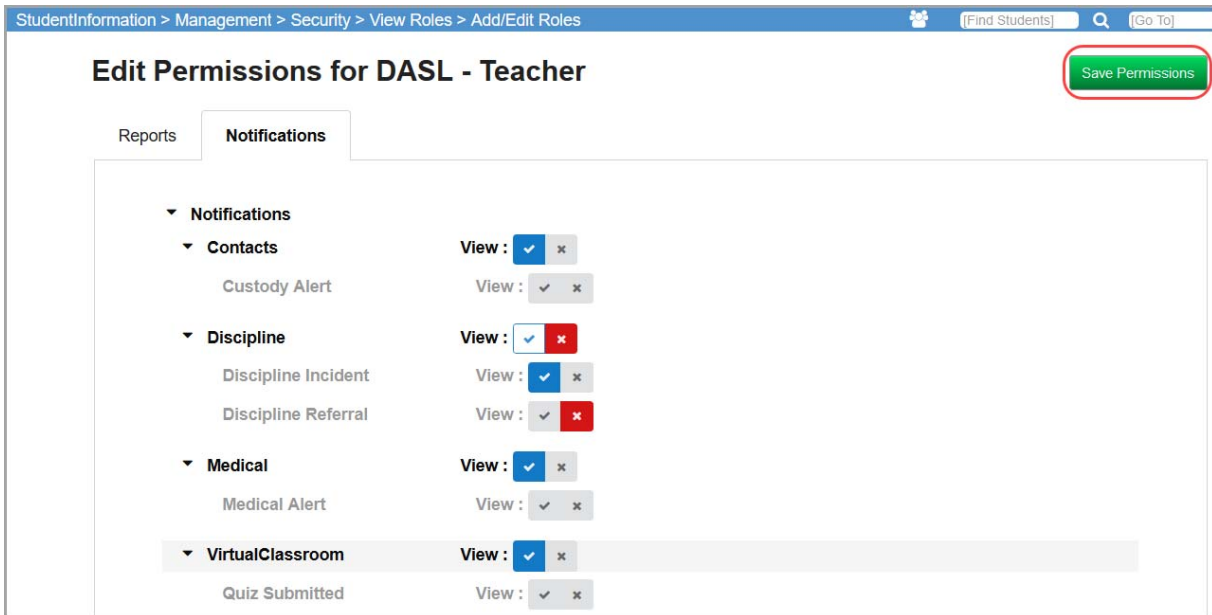 StudentInformation > Management > Security > View Roles > Add/Edit Roles [Find Students] [Go To]
Edit Permissions for DASL - Teacher
Save Permissions
Reports Notifications
Notifications
Contacts View :
Custody Alert View :
Discipline View :
Discipline Incident View :
Discipline Referral View :
Medical View :
Medical Alert View :
VirtualClassroom View :
Quiz Submitted View :